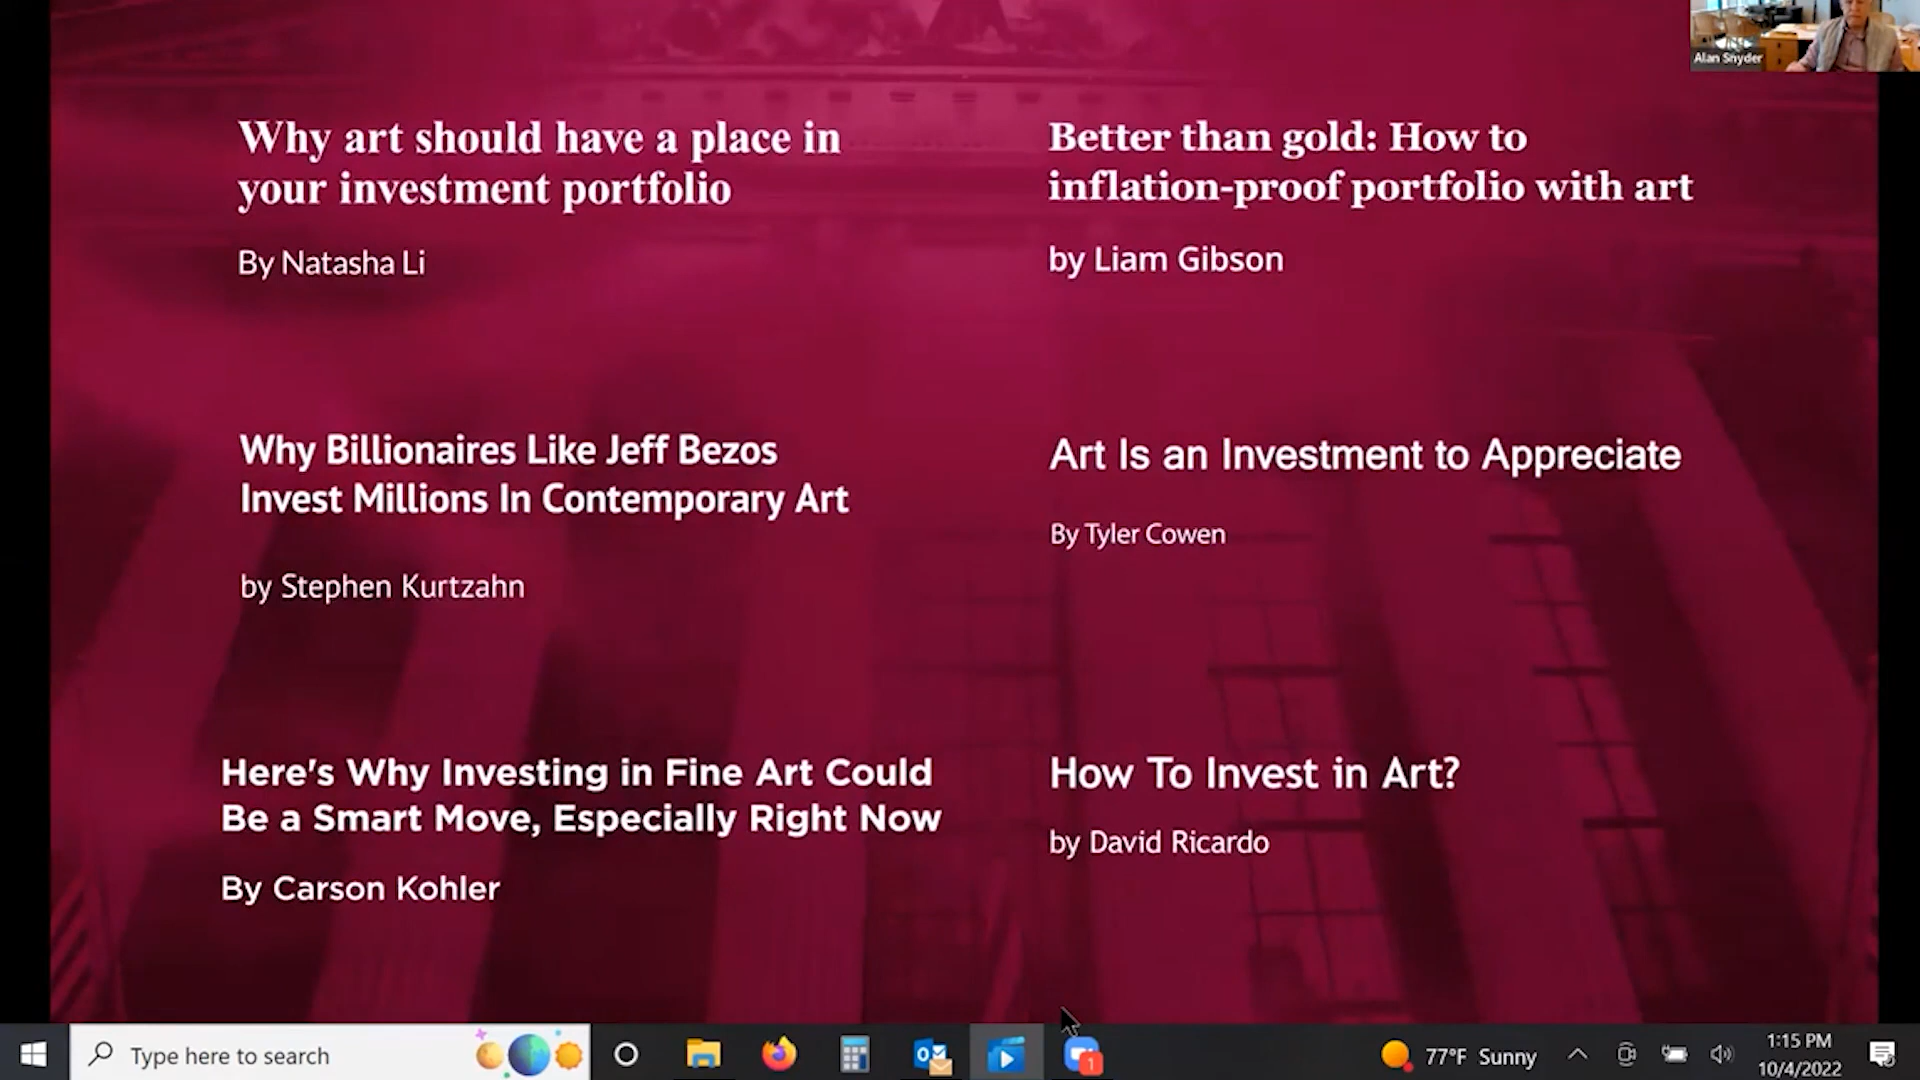 Alan Snyder
Why art should have a place in
your investment portfolio
By Natasha Li
Better than gold: How to
inflation-proof portfolio with art
by Liam Gibson
Why Billionaires Like Jeff Bezos
Invest Millions In Contemporary Art
by Stephen Kurtzahn
Art Is an Investment to Appreciate
By Tyler Cowen
Here's Why Investing in Fine Art Could
Be a Smart Move, Especially Right Now
By Carson Kohler
How To Invest in Art?
by David Ricardo
Type here to search
1
77°F Sunny
1:15 PM
10/4/2022